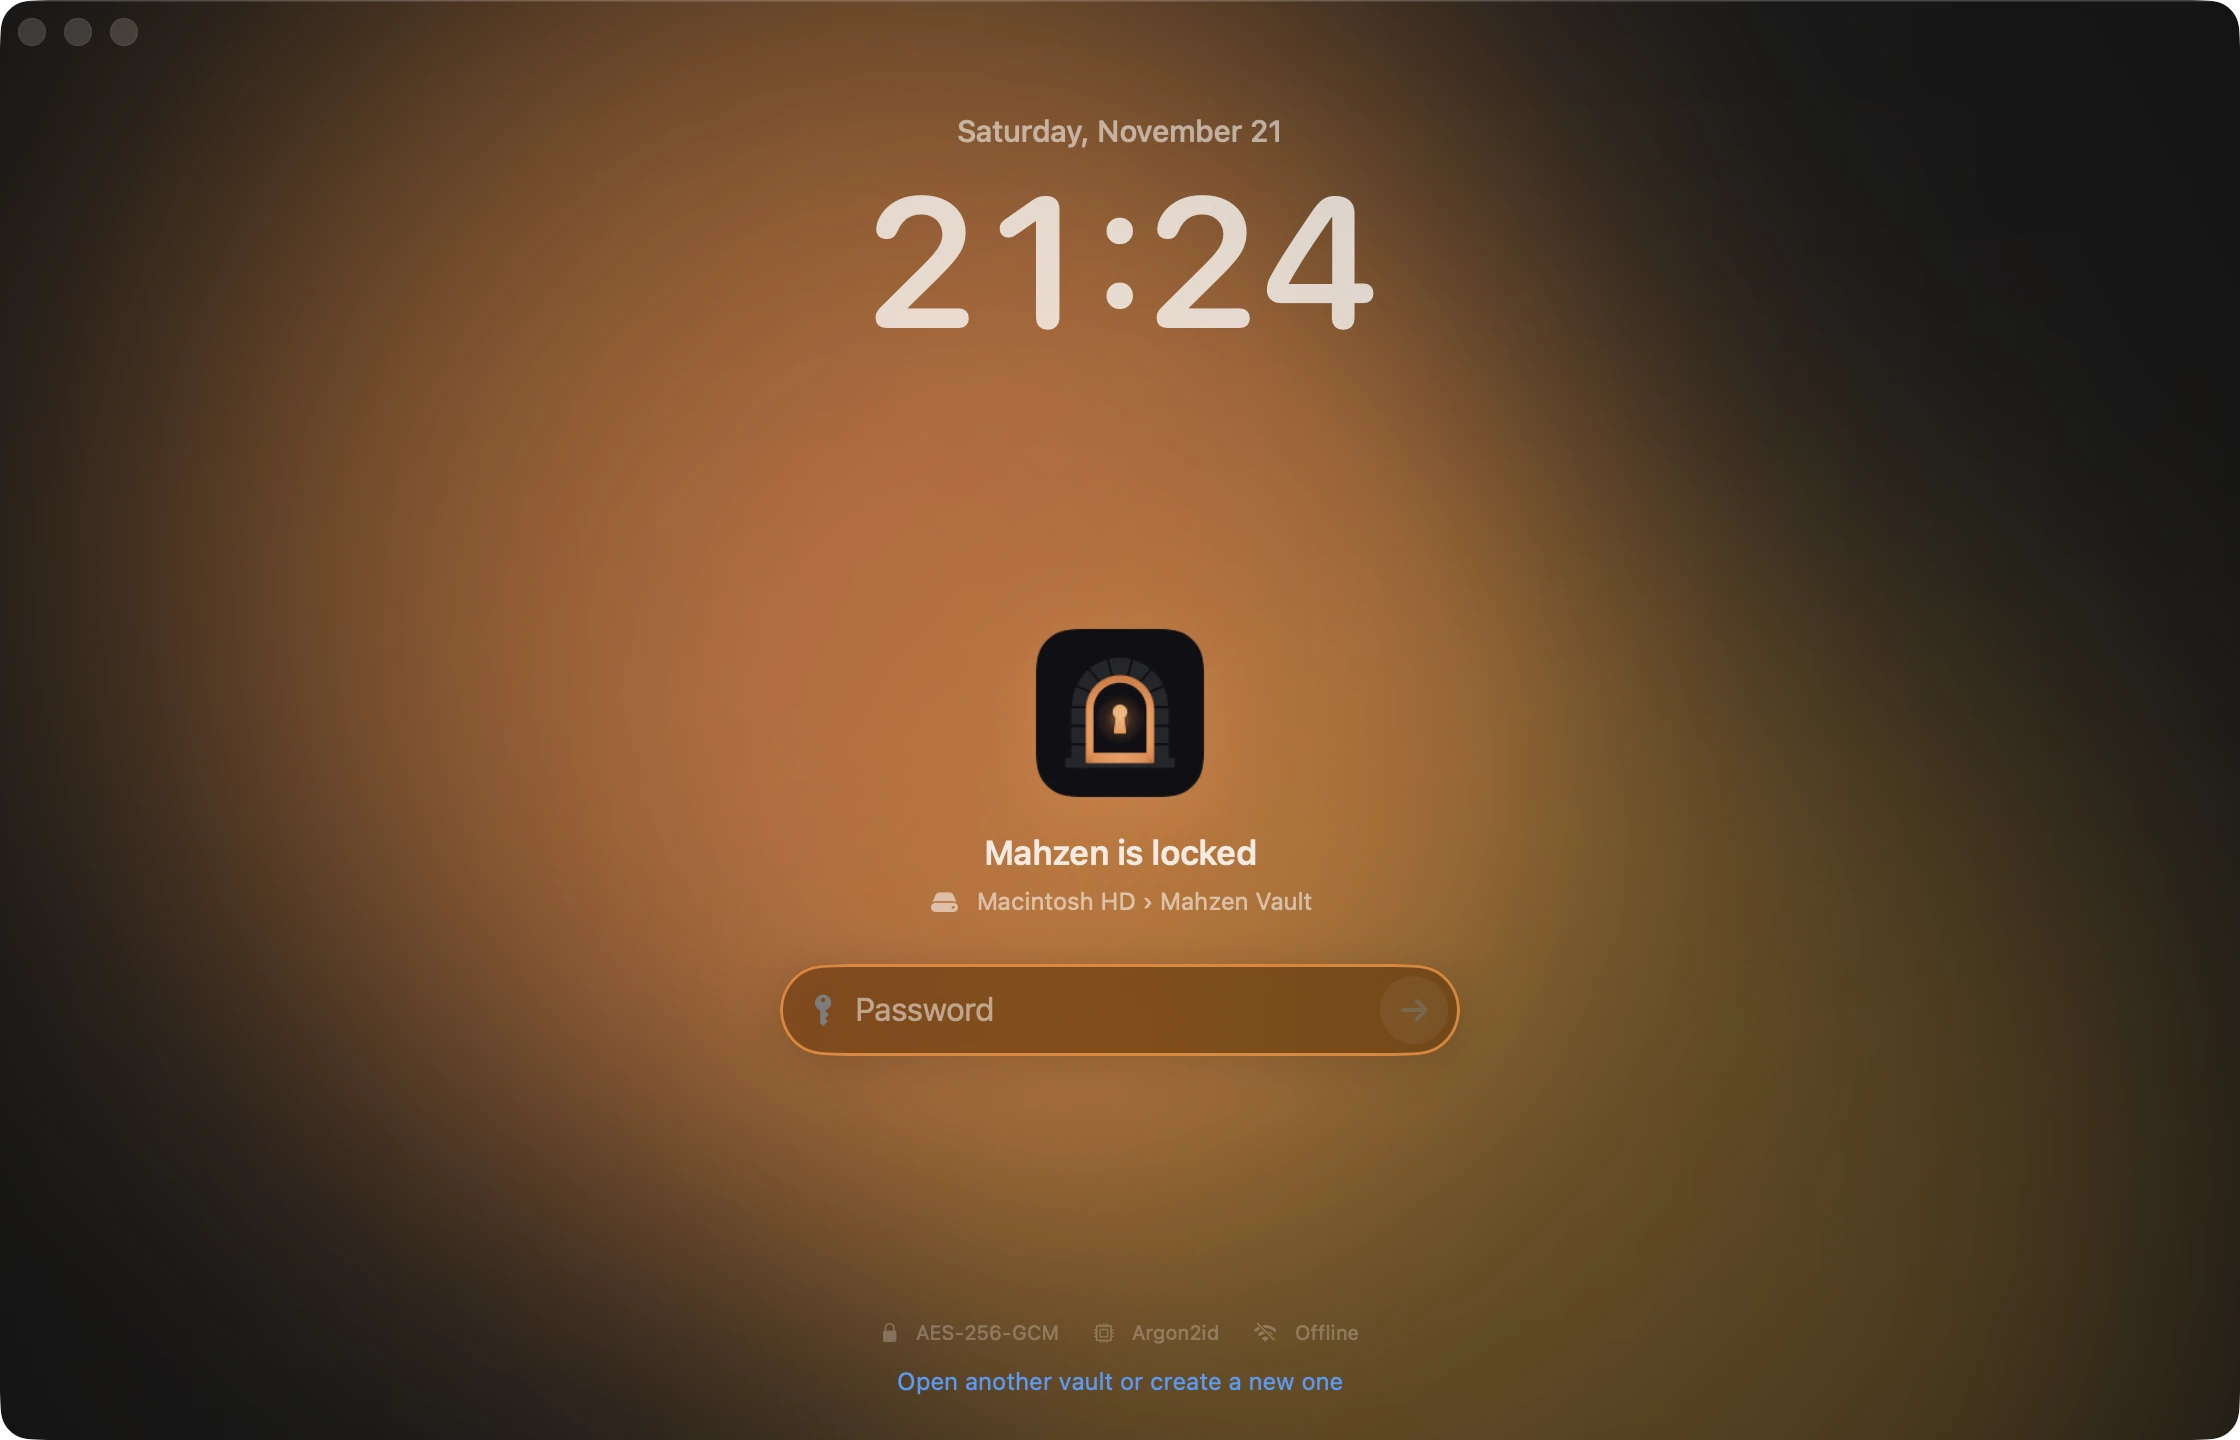 Saturday, November 21
21:24
Mahzen is locked
Macintosh HD › Mahzen Vault
Password
AES-256-GCM Argon2id Offline
Open another vault or create a new one